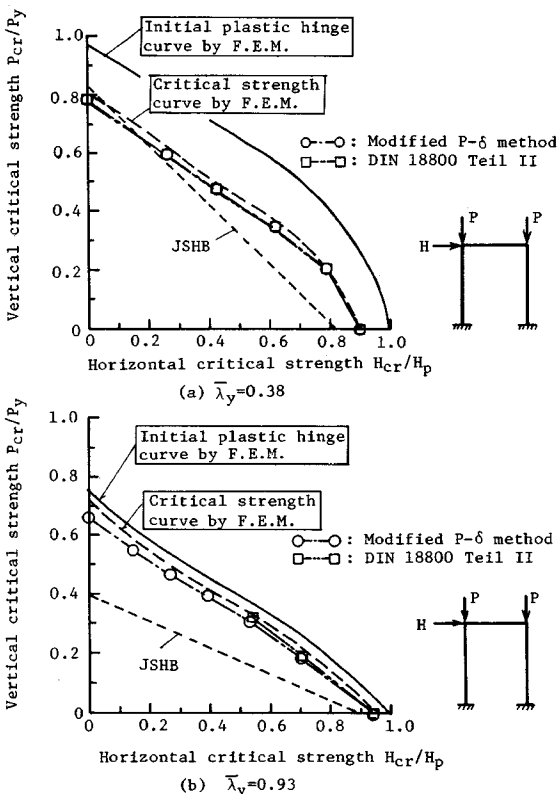 Vertical critical strength Pcr/Py
1.0
0.8
0.6
0.4
0.2
0
Initial plastic hinge
curve by F.E.M.
Critical strength
curve by F.E.M.
○—·—○: Modified P-δ method
□—··—□: DIN 18800 Teil II
JSHB
P P
H
0 0.2 0.4 0.6 0.8 1.0
Horizontal critical strength Hcr/Hp
(a) λ̄y=0.38
Vertical critical strength Pcr/Py
1.0
0.8
0.6
0.4
0.2
0
Initial plastic hinge
curve by F.E.M.
Critical strength
curve by F.E.M.
○—·—○: Modified P-δ method
□—··—□: DIN 18800 Teil II
JSHB
P P
H
0 0.2 0.4 0.6 0.8 1.0
Horizontal critical strength Hcr/Hp
(b) λ̄y=0.93